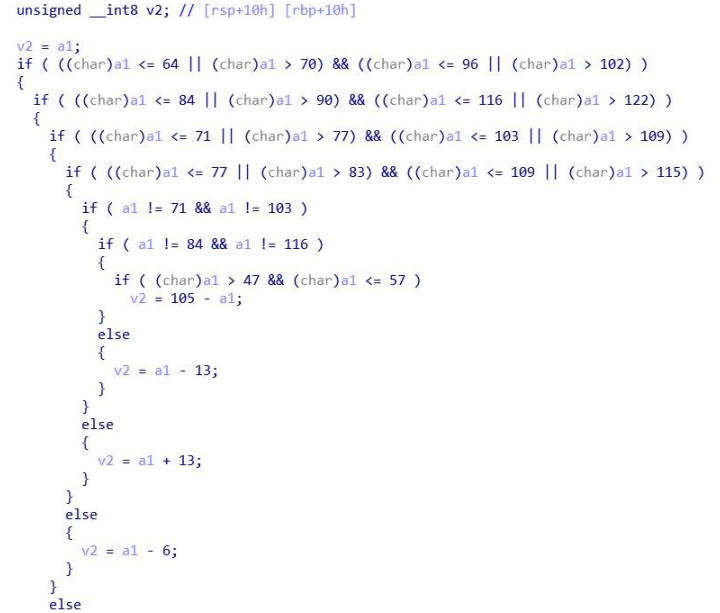 unsigned __int8 v2; // [rsp+10h] [rbp+10h]
v2 = a1;
if ( ((char)a1 <= 64 || (char)a1 > 70) && ((char)a1 <= 96 || (char)a1 > 102) )
{
if ( ((char)a1 <= 84 || (char)a1 > 90) && ((char)a1 <= 116 || (char)a1 > 122) )
{
if ( ((char)a1 <= 71 || (char)a1 > 77) && ((char)a1 <= 103 || (char)a1 > 109) )
{
if ( ((char)a1 <= 77 || (char)a1 > 83) && ((char)a1 <= 109 || (char)a1 > 115) )
{
if ( a1 != 71 && a1 != 103 )
{
if ( a1 != 84 && a1 != 116 )
{
if ( (char)a1 > 47 && (char)a1 <= 57 )
v2 = 105 - a1;
}
else
{
v2 = a1 - 13;
}
}
else
{
v2 = a1 + 13;
}
}
else
{
v2 = a1 - 6;
}
}
else